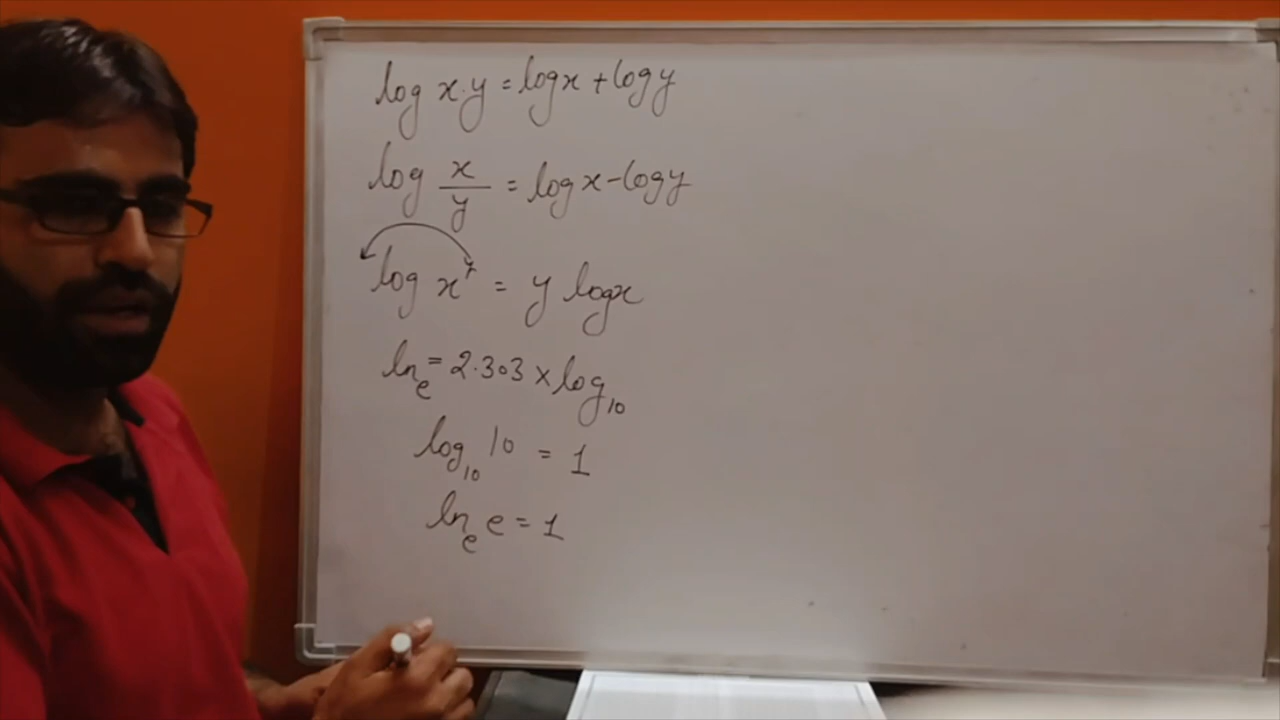 log x·y = log x + log y
log x/y = log x - log y
log x^y = y log x
ln_e = 2.303 × log_10
log_10 10 = 1
ln_e e = 1